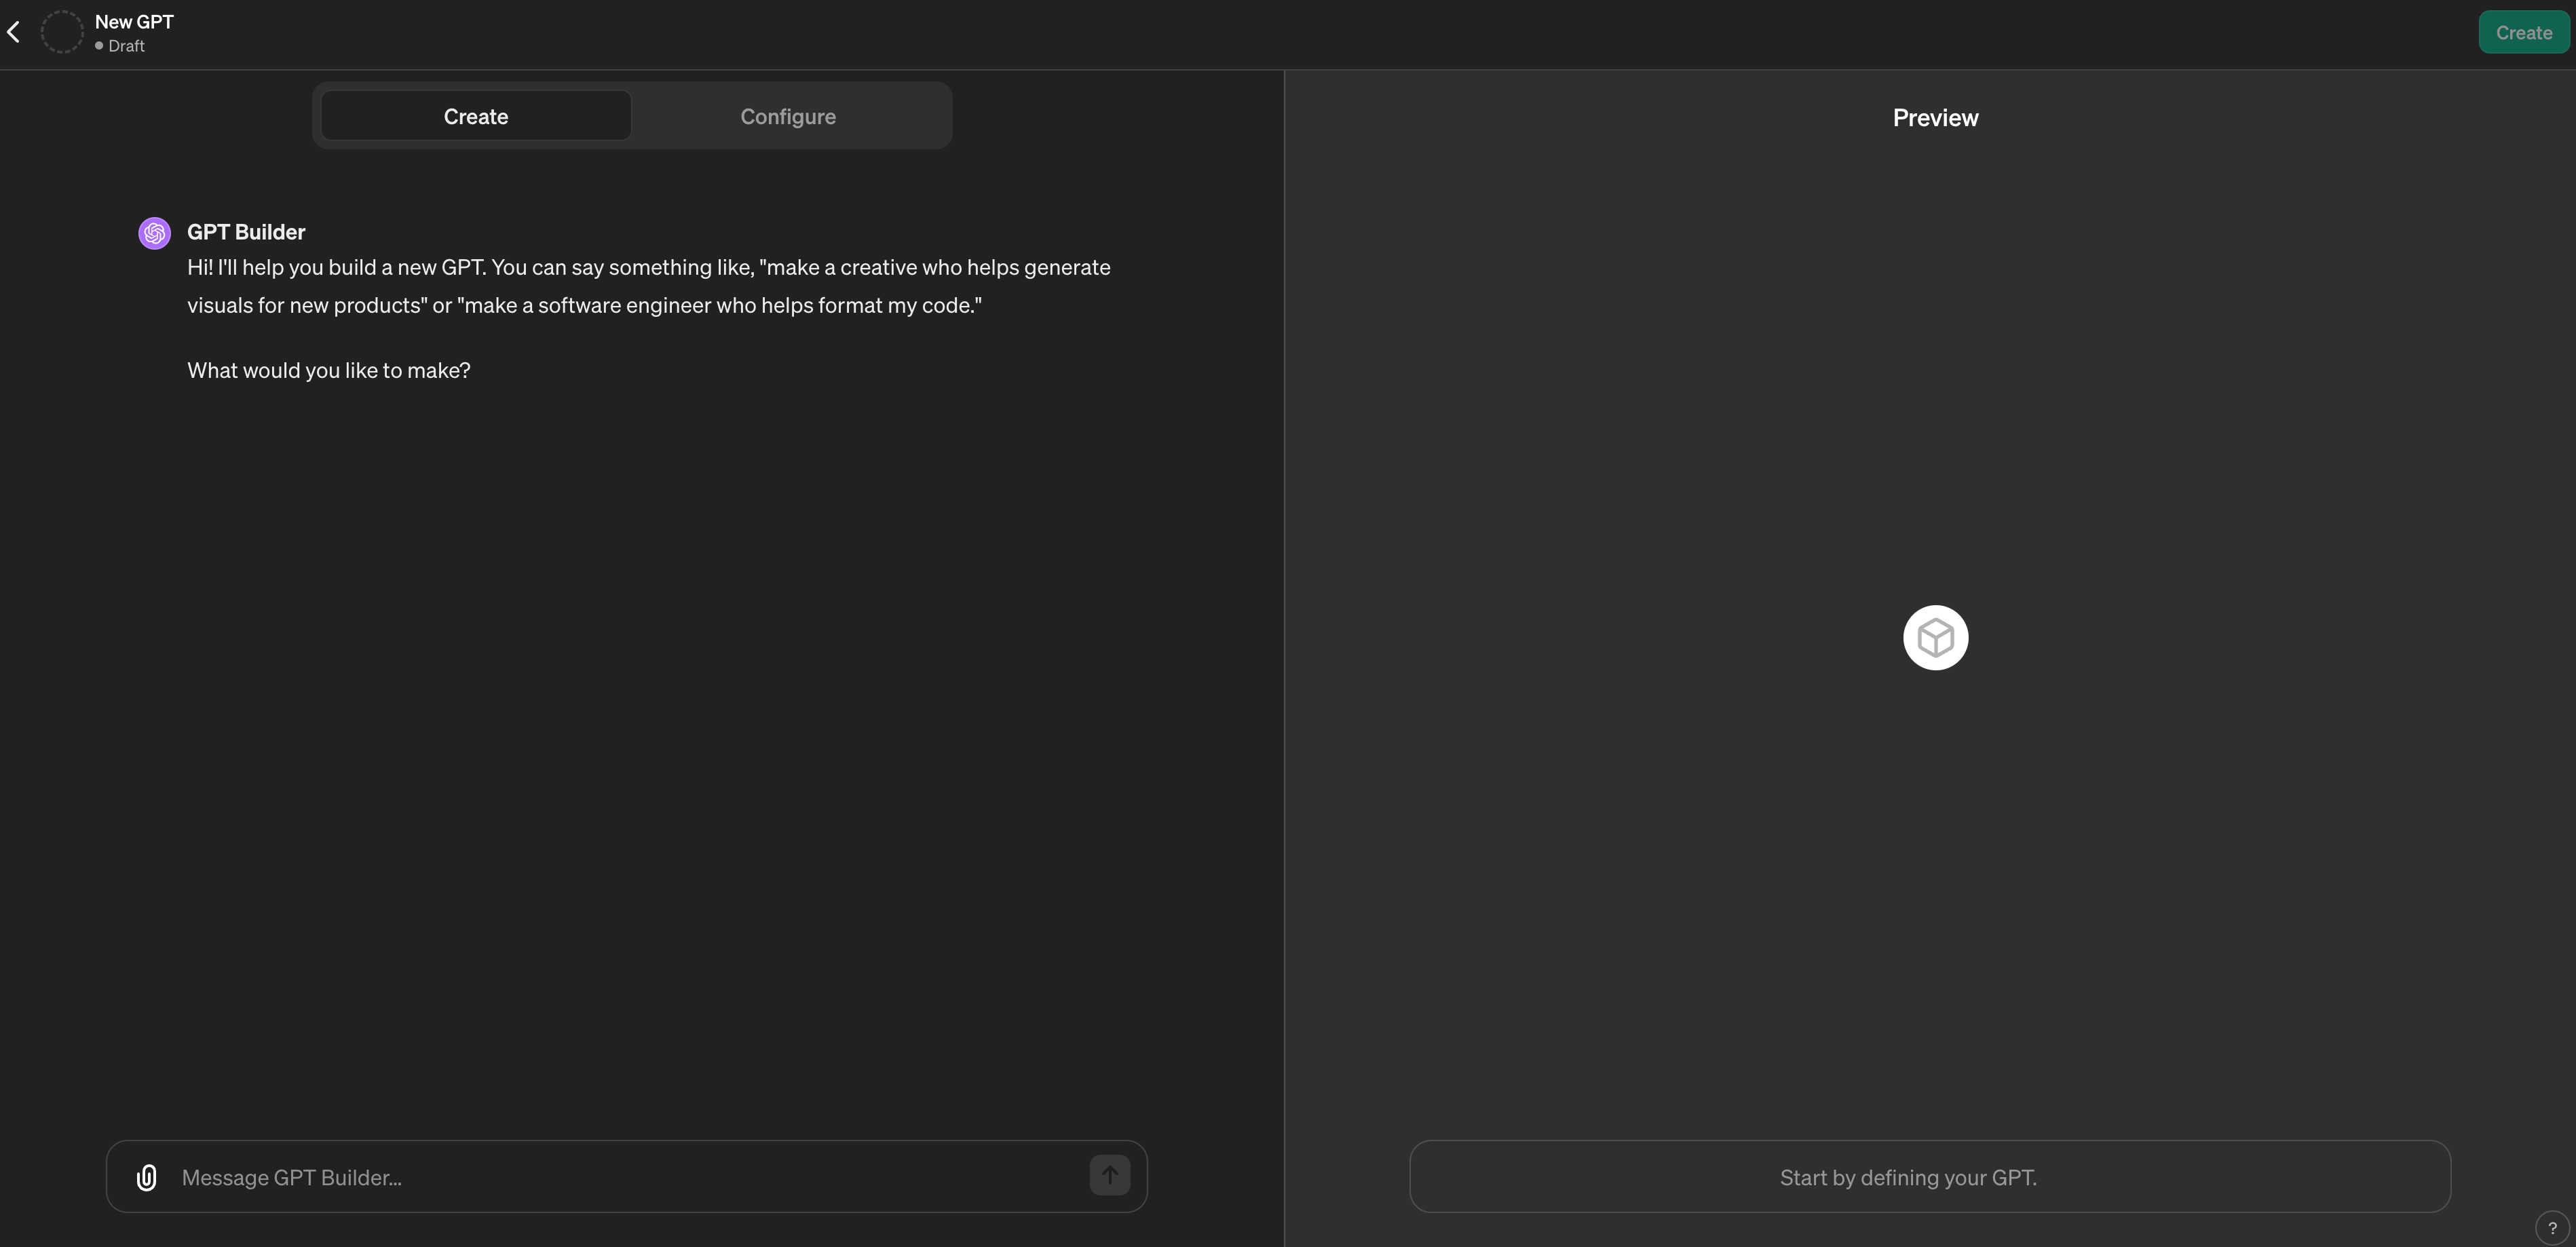 New GPT
Draft
Create
Create
Configure
Preview
GPT Builder
Hi! I'll help you build a new GPT. You can say something like, "make a creative who helps generate
visuals for new products" or "make a software engineer who helps format my code."
What would you like to make?
Message GPT Builder…
Start by defining your GPT.
?